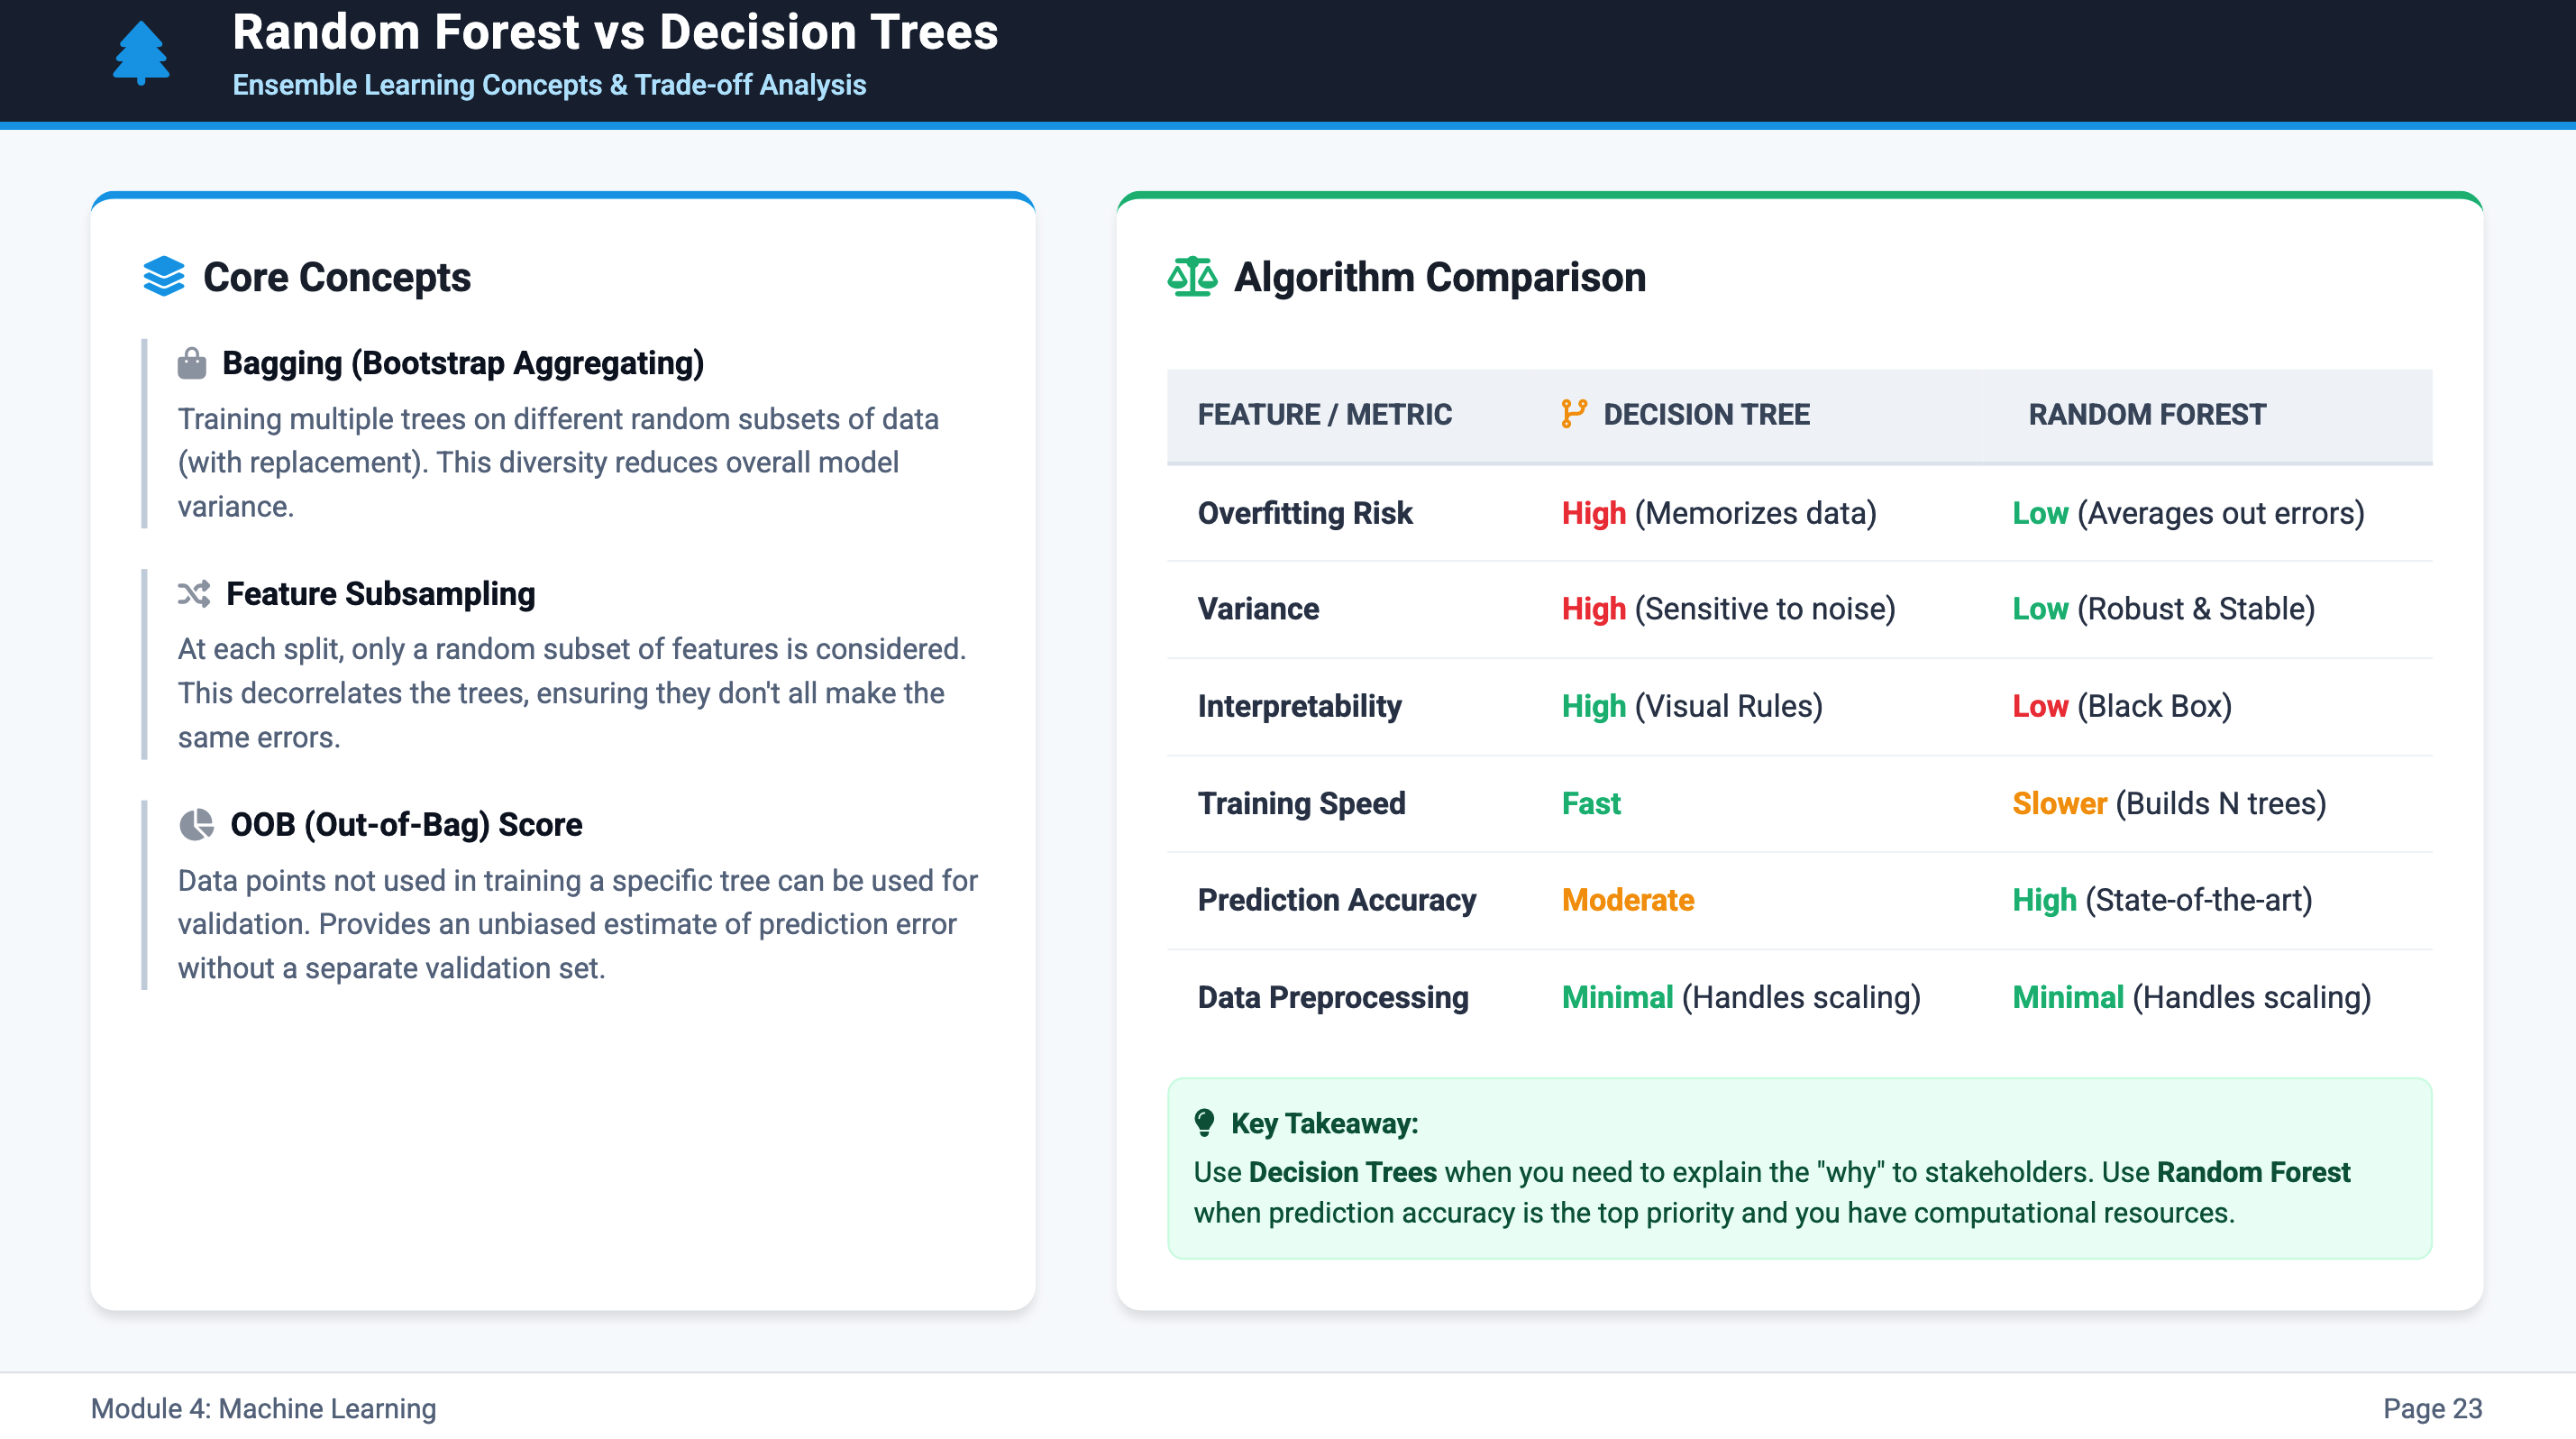 Random Forest vs Decision Trees
Ensemble Learning Concepts & Trade-off Analysis
Core Concepts
Bagging (Bootstrap Aggregating)
Training multiple trees on different random subsets of data
(with replacement). This diversity reduces overall model
variance.
Feature Subsampling
At each split, only a random subset of features is considered.
This decorrelates the trees, ensuring they don't all make the
same errors.
OOB (Out-of-Bag) Score
Data points not used in training a specific tree can be used for
validation. Provides an unbiased estimate of prediction error
without a separate validation set.
Algorithm Comparison
FEATURE / METRIC DECISION TREE RANDOM FOREST
Overfitting Risk High (Memorizes data) Low (Averages out errors)
Variance High (Sensitive to noise) Low (Robust & Stable)
Interpretability High (Visual Rules) Low (Black Box)
Training Speed Fast Slower (Builds N trees)
Prediction Accuracy Moderate High (State-of-the-art)
Data Preprocessing Minimal (Handles scaling) Minimal (Handles scaling)
Key Takeaway:
Use Decision Trees when you need to explain the "why" to stakeholders. Use Random Forest
when prediction accuracy is the top priority and you have computational resources.
Module 4: Machine Learning
Page 23